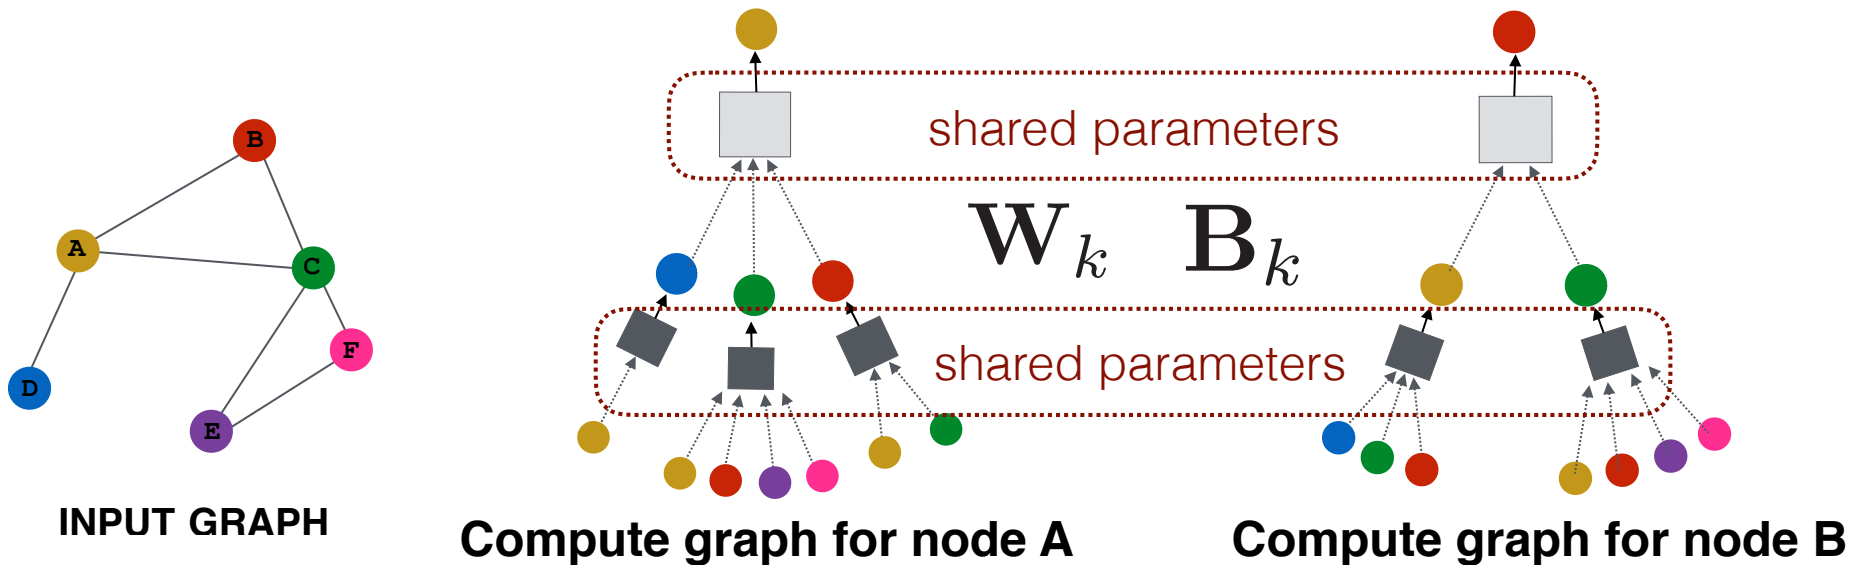 B
A
C
F
D
E
INPUT GRAPH
shared parameters
W_k B_k
shared parameters
Compute graph for node A
Compute graph for node B